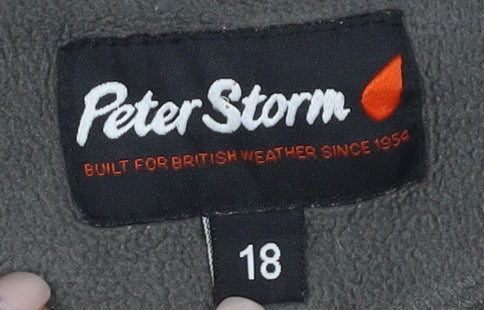 Peter Storm
BUILT FOR BRITISH WEATHER SINCE 1954
18